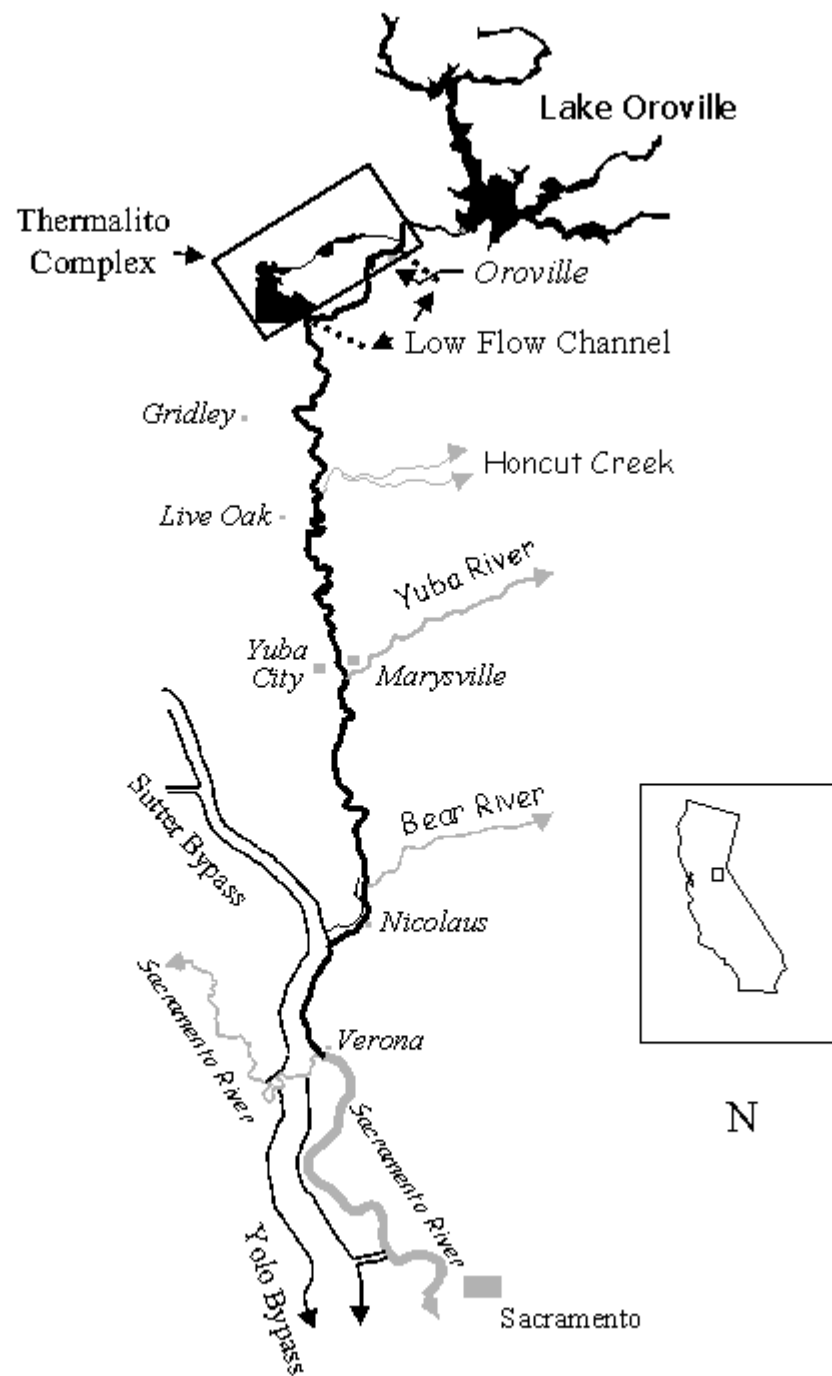 Lake Oroville
Thermalito
Complex
Oroville
Low Flow Channel
Gridley
Honcut Creek
Live Oak
Yuba River
Yuba
City
Marysville
Sutter Bypass
Bear River
Nicolaus
Sacramento River
Verona
N
Sacramento River
Yolo Bypass
Sacramento